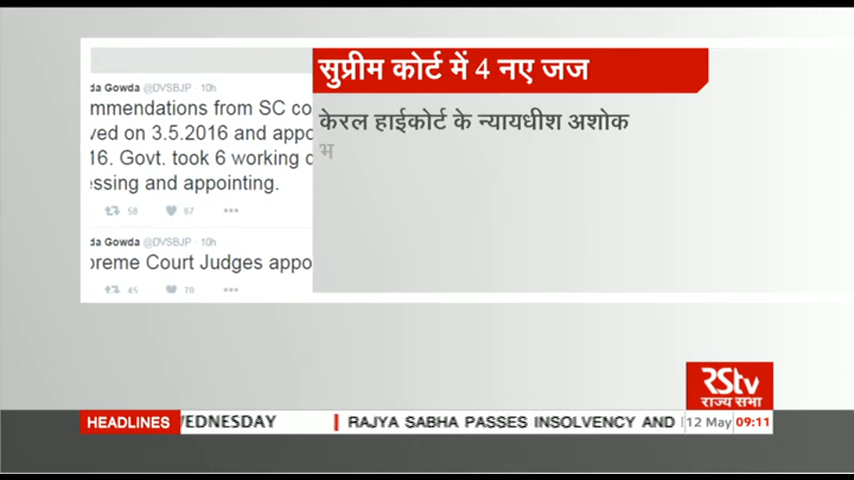 सुप्रीम कोर्ट में 4 नए जज
केरल हाईकोर्ट के न्यायधीश अशोक
भ
da Gowda @DVSBJP · 10h
mmendations from SC co
ved on 3.5.2016 and appo
16. Govt. took 6 working d
essing and appointing.
58 67 •••
da Gowda @DVSBJP · 10h
preme Court Judges appo
45 70 •••
RStv
राज्य सभा
HEADLINES WEDNESDAY RAJYA SABHA PASSES INSOLVENCY AND 12 May 09:11